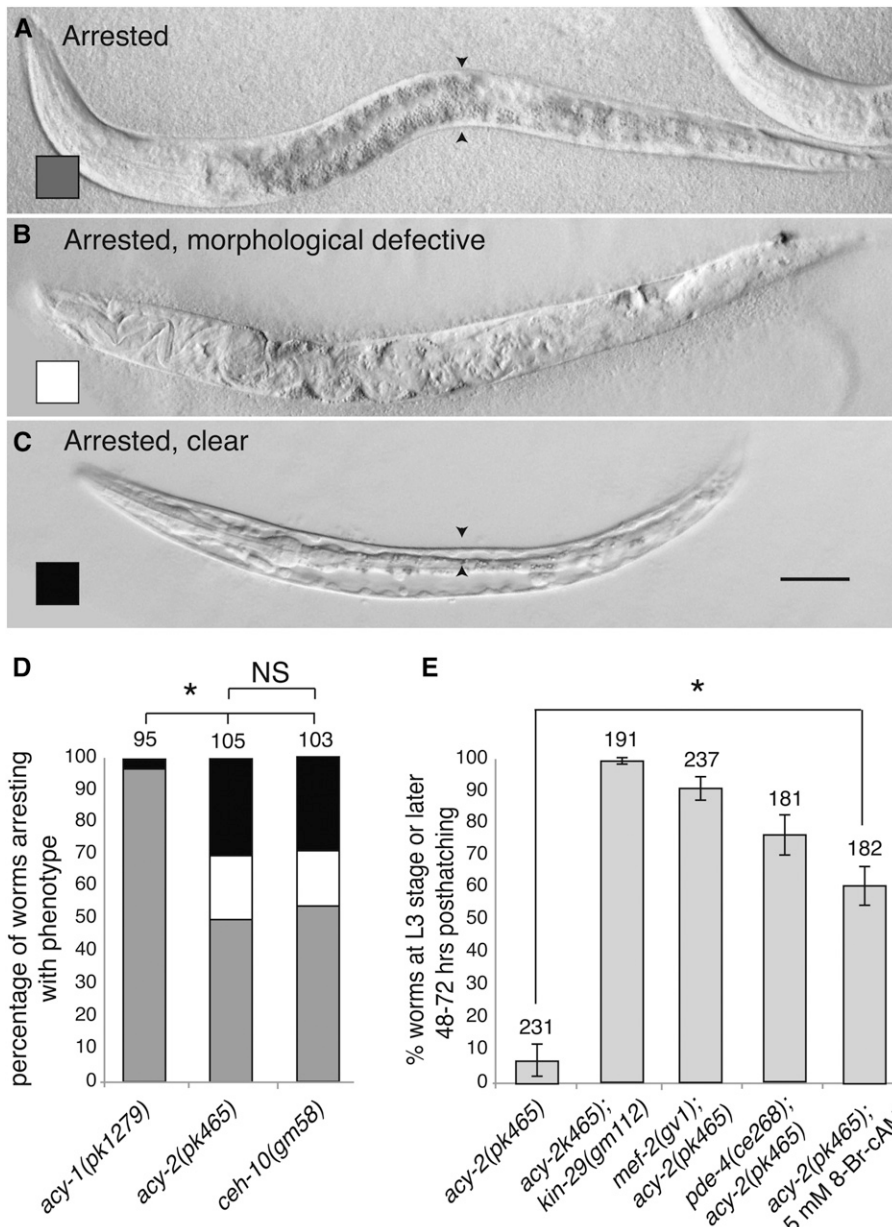 A Arrested
B Arrested, morphological defective
C Arrested, clear
D
NS
*
95 105 103
100
90
80
70
60
50
40
30
20
10
0
percentage of worms arresting
with phenotype
acy-1(pk1279)
acy-2(pk465)
ceh-10(gm58)
E
*
191
237
181
182
231
100
90
80
70
60
50
40
30
20
10
0
% worms at L3 stage or later
48-72 hrs posthatching
acy-2(pk465)
acy-2k465);
kin-29(gm112)
mef-2(gv1);
acy-2(pk465)
pde-4(ce268);
acy-2(pk465)
acy-2(pk465);
5 mM 8-Br-cAM